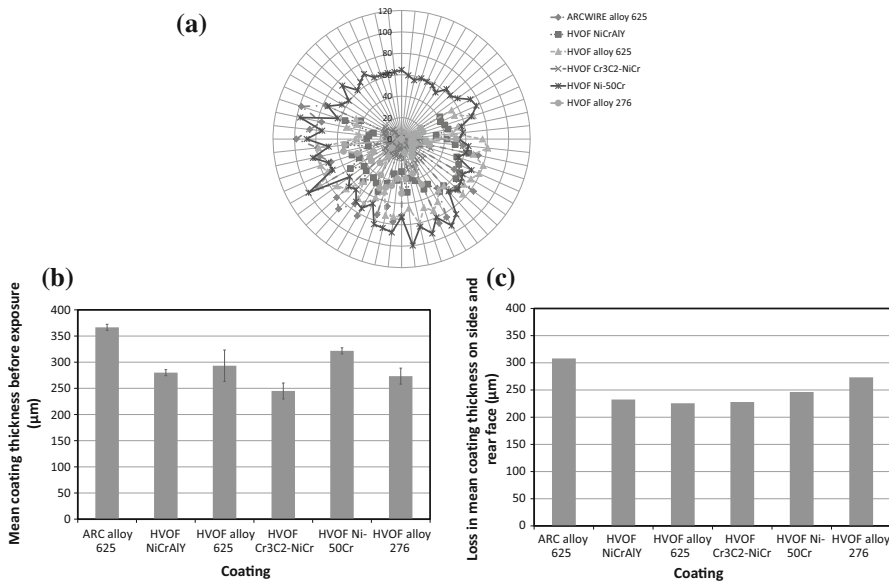 (a)
120
100
80
60
40
20
0
ARCWIRE alloy 625
HVOF NiCrAlY
HVOF alloy 625
HVOF Cr3C2-NiCr
HVOF Ni-50Cr
HVOF alloy 276
(b)
Mean coating thickness before exposure
(µm)
400
350
300
250
200
150
100
50
0
ARC alloy
625
HVOF
NiCrAlY
HVOF alloy
625
HVOF
Cr3C2-NiCr
HVOF Ni-
50Cr
HVOF alloy
276
Coating
(c)
Loss in mean coating thickness on sides and
rear face (µm)
400
350
300
250
200
150
100
50
0
ARC alloy
625
HVOF
NiCrAlY
HVOF alloy
625
HVOF
Cr3C2-NiCr
HVOF Ni-
50Cr
HVOF alloy
276
Coating